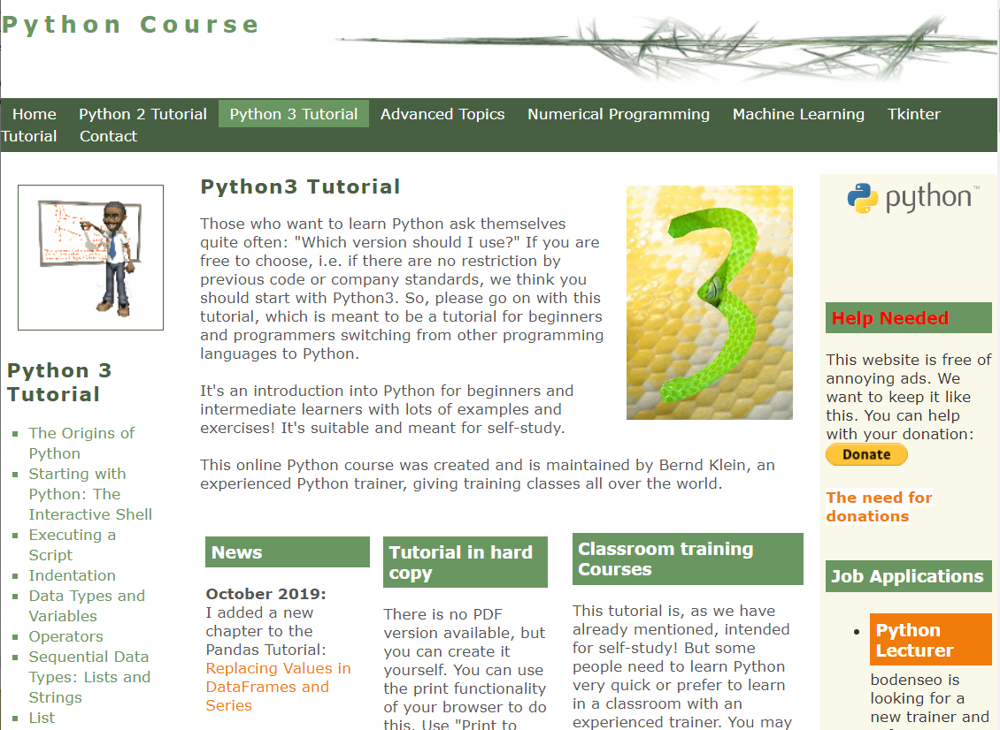 Python Course
Home Python 2 Tutorial Python 3 Tutorial Advanced Topics Numerical Programming Machine Learning Tkinter
Tutorial Contact
Python 3
Tutorial
The Origins of
Python
Starting with
Python: The
Interactive Shell
Executing a
Script
Indentation
Data Types and
Variables
Operators
Sequential Data
Types: Lists and
Strings
List
Python3 Tutorial
Those who want to learn Python ask themselves
quite often: "Which version should I use?" If you are
free to choose, i.e. if there are no restriction by
previous code or company standards, we think you
should start with Python3. So, please go on with this
tutorial, which is meant to be a tutorial for beginners
and programmers switching from other programming
languages to Python.
It's an introduction into Python for beginners and
intermediate learners with lots of examples and
exercises! It's suitable and meant for self-study.
This online Python course was created and is maintained by Bernd Klein, an
experienced Python trainer, giving training classes all over the world.
3
News
October 2019:
I added a new
chapter to the
Pandas Tutorial:
Replacing Values in
DataFrames and
Series
Tutorial in hard
copy
There is no PDF
version available, but
you can create it
yourself. You can use
the print functionality
of your browser to do
this. Use "Print to
Classroom training
Courses
This tutorial is, as we have
already mentioned, intended
for self-study! But some
people need to learn Python
very quick or prefer to learn
in a classroom with an
experienced trainer. You may
python™
Help Needed
This website is free of
annoying ads. We
want to keep it like
this. You can help
with your donation:
Donate
The need for
donations
Job Applications
Python
Lecturer
bodenseo is
looking for a
new trainer and